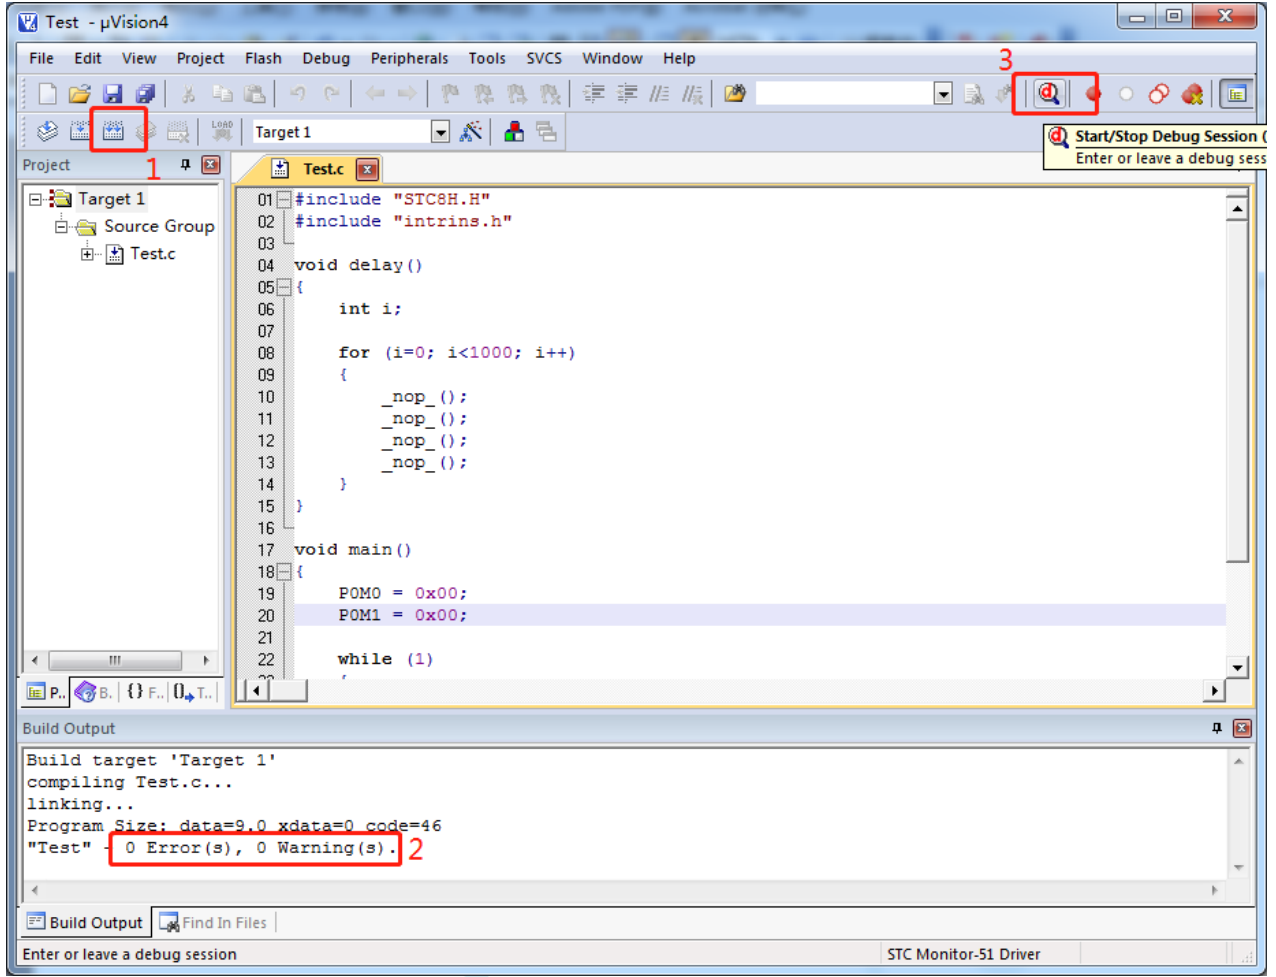 Test - µVision4
File Edit View Project Flash Debug Peripherals Tools SVCS Window Help
3
LOAD Target 1
Start/Stop Debug Session (
Enter or leave a debug sess
1
Project
Test.c
Target 1
Source Group
Test.c
01 #include "STC8H.H"
02 #include "intrins.h"
03
04 void delay()
05 {
06 int i;
07
08 for (i=0; i<1000; i++)
09 {
10 _nop_();
11 _nop_();
12 _nop_();
13 _nop_();
14 }
15 }
16
17 void main()
18 {
19 P0M0 = 0x00;
20 P0M1 = 0x00;
21
22 while (1)
P.. B. {} F.. T..
Build Output
Build target 'Target 1'
compiling Test.c...
linking...
Program Size: data=9.0 xdata=0 code=46
"Test" - 0 Error(s), 0 Warning(s).
2
Build Output Find In Files
Enter or leave a debug session STC Monitor-51 Driver